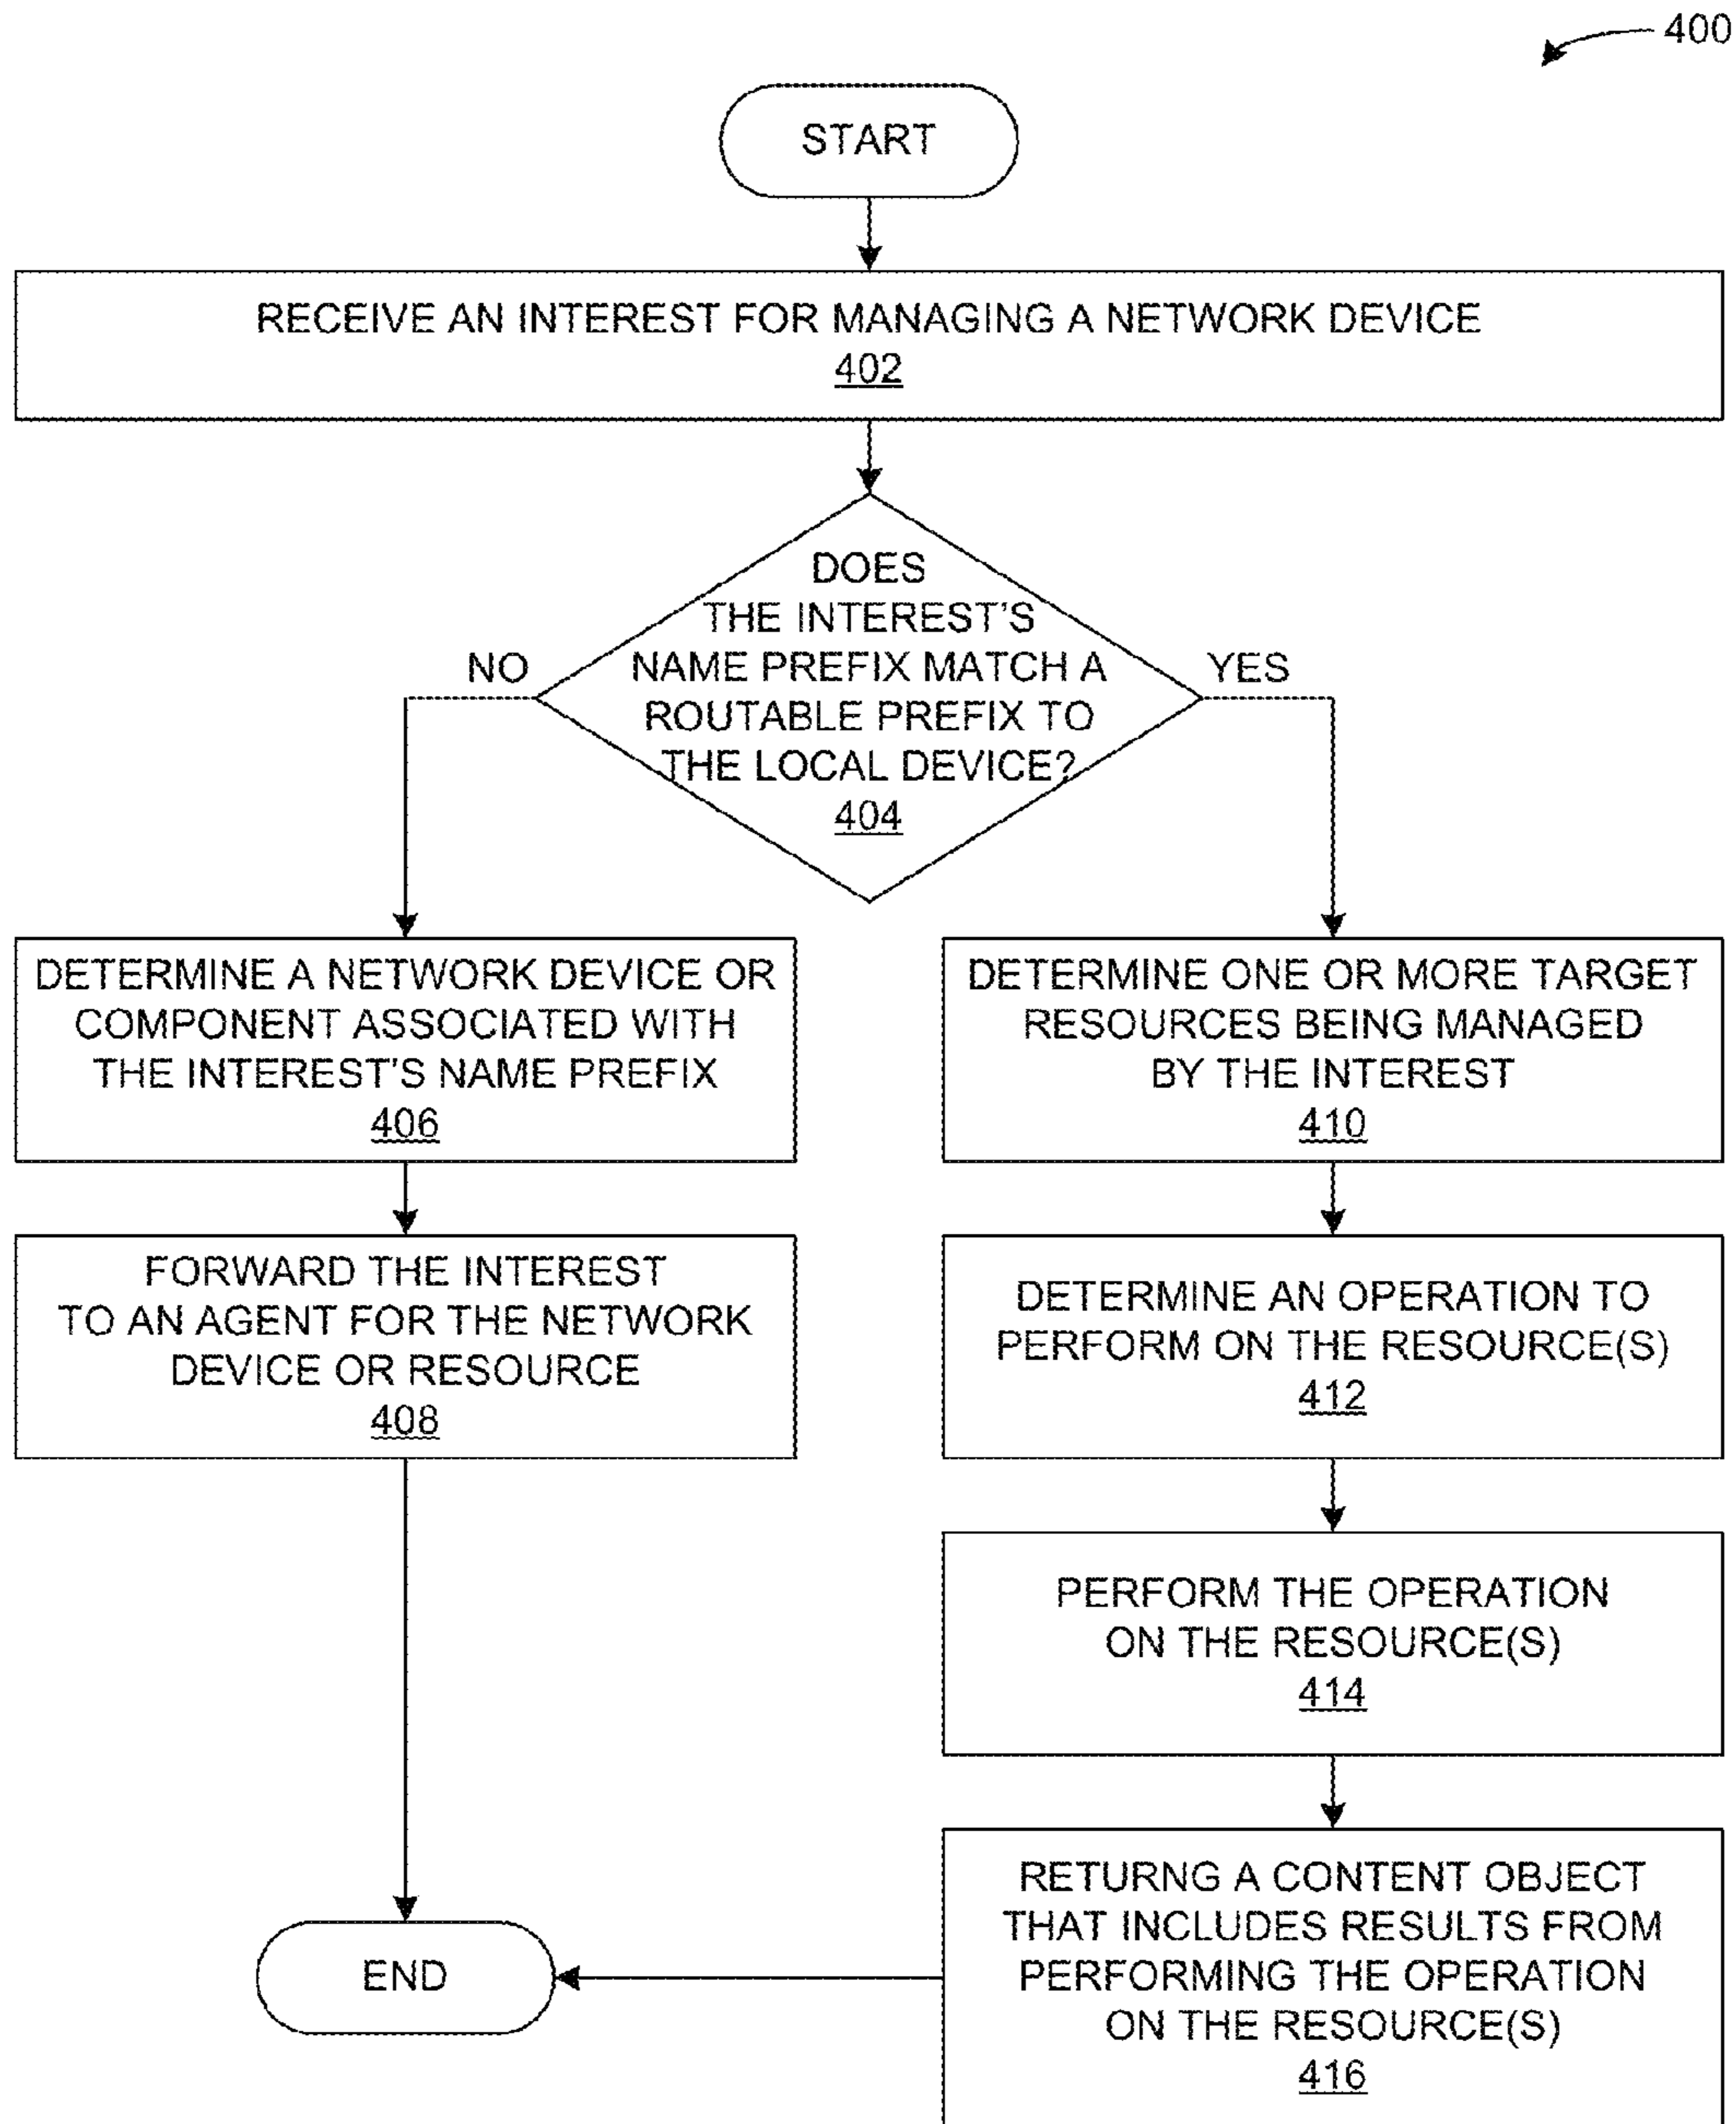 400
START
RECEIVE AN INTEREST FOR MANAGING A NETWORK DEVICE
402
DOES
THE INTEREST'S
NAME PREFIX MATCH A
ROUTABLE PREFIX TO
THE LOCAL DEVICE?
404
NO
YES
DETERMINE A NETWORK DEVICE OR
COMPONENT ASSOCIATED WITH
THE INTEREST'S NAME PREFIX
406
FORWARD THE INTEREST
TO AN AGENT FOR THE NETWORK
DEVICE OR RESOURCE
408
DETERMINE ONE OR MORE TARGET
RESOURCES BEING MANAGED
BY THE INTEREST
410
DETERMINE AN OPERATION TO
PERFORM ON THE RESOURCE(S)
412
PERFORM THE OPERATION
ON THE RESOURCE(S)
414
RETURNG A CONTENT OBJECT
THAT INCLUDES RESULTS FROM
PERFORMING THE OPERATION
ON THE RESOURCE(S)
416
END